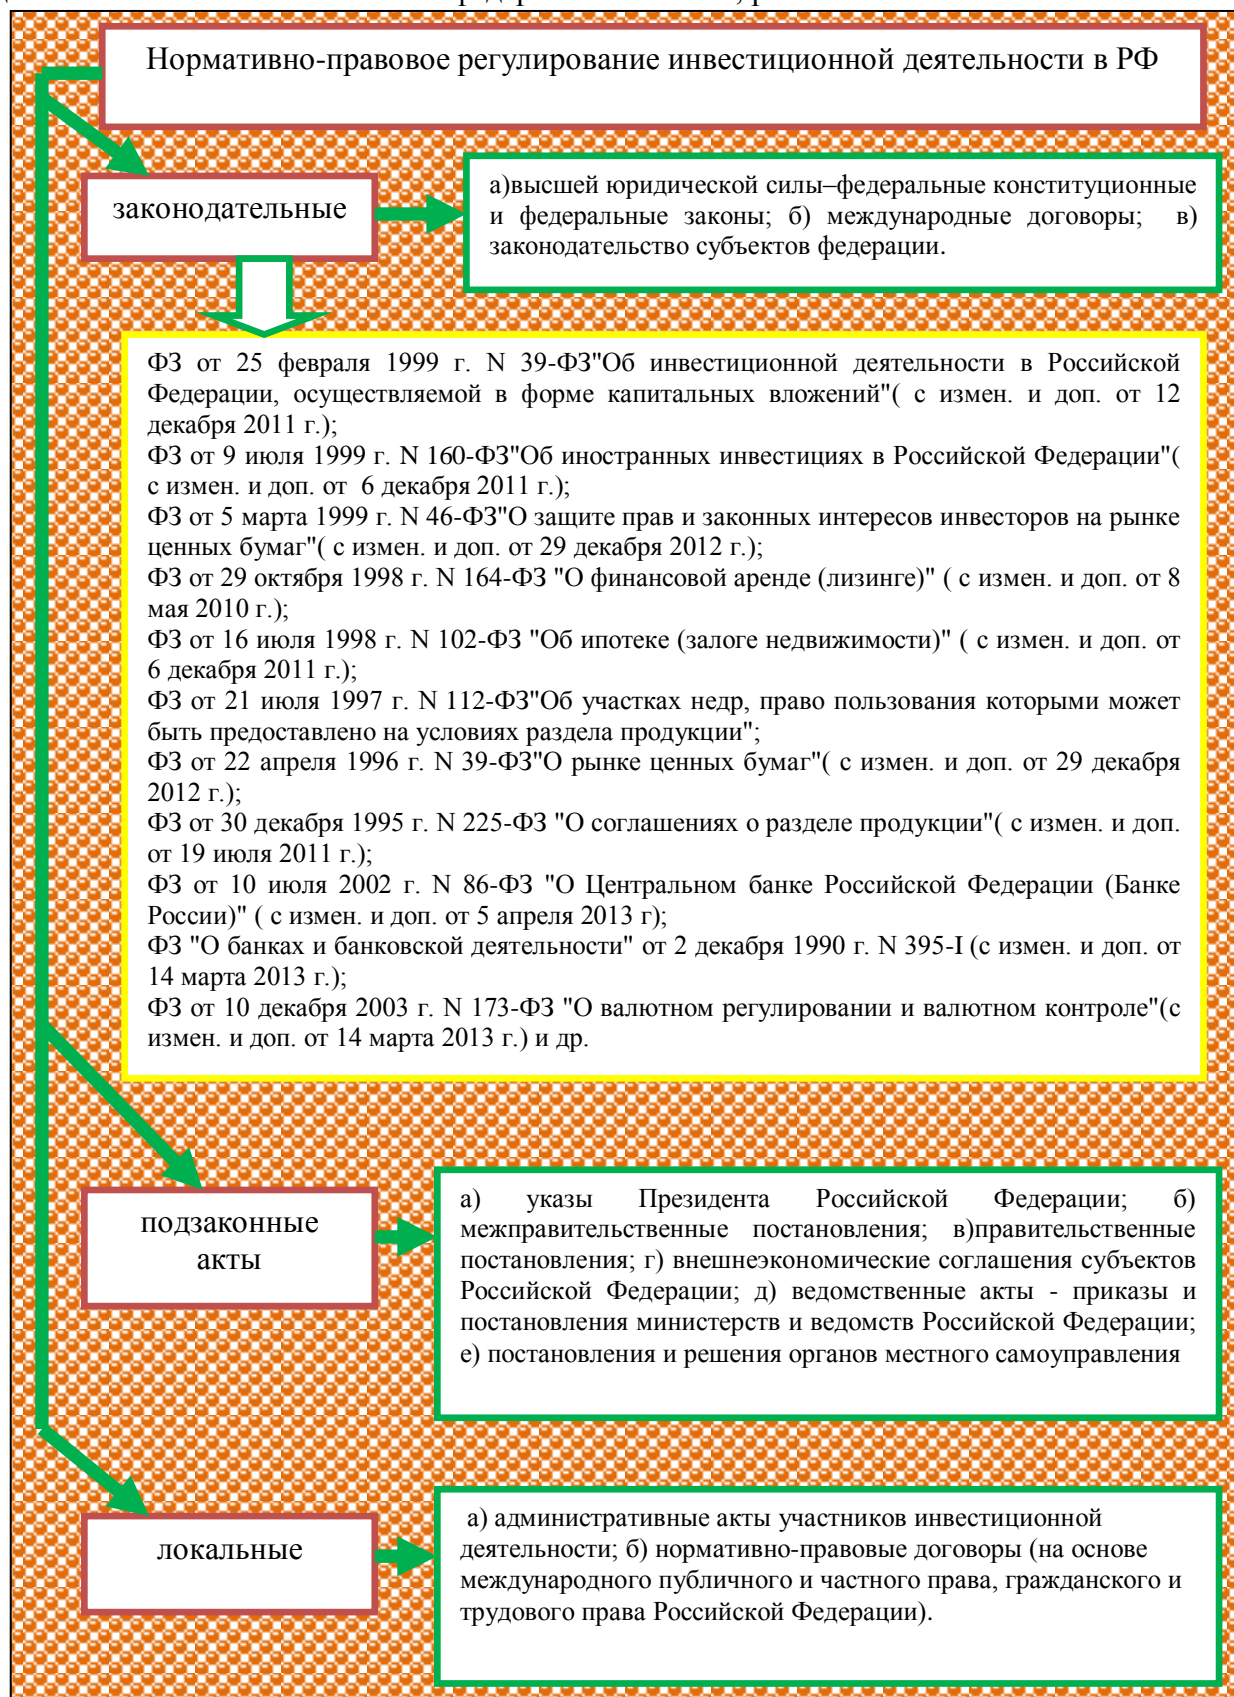 Нормативно-правовое регулирование инвестиционной деятельности в РФ
законодательные
а)высшей юридической силы–федеральные конституционные
и федеральные законы; б) международные договоры; в)
законодательство субъектов федерации.
ФЗ от 25 февраля 1999 г. N 39-ФЗ"Об инвестиционной деятельности в Российской
Федерации, осуществляемой в форме капитальных вложений"( с измен. и доп. от 12
декабря 2011 г.);
ФЗ от 9 июля 1999 г. N 160-ФЗ"Об иностранных инвестициях в Российской Федерации"(
с измен. и доп. от 6 декабря 2011 г.);
ФЗ от 5 марта 1999 г. N 46-ФЗ"О защите прав и законных интересов инвесторов на рынке
ценных бумаг"( с измен. и доп. от 29 декабря 2012 г.);
ФЗ от 29 октября 1998 г. N 164-ФЗ "О финансовой аренде (лизинге)" ( с измен. и доп. от 8
мая 2010 г.);
ФЗ от 16 июля 1998 г. N 102-ФЗ "Об ипотеке (залоге недвижимости)" ( с измен. и доп. от
6 декабря 2011 г.);
ФЗ от 21 июля 1997 г. N 112-ФЗ"Об участках недр, право пользования которыми может
быть предоставлено на условиях раздела продукции";
ФЗ от 22 апреля 1996 г. N 39-ФЗ"О рынке ценных бумаг"( с измен. и доп. от 29 декабря
2012 г.);
ФЗ от 30 декабря 1995 г. N 225-ФЗ "О соглашениях о разделе продукции"( с измен. и доп.
от 19 июля 2011 г.);
ФЗ от 10 июля 2002 г. N 86-ФЗ "О Центральном банке Российской Федерации (Банке
России)" ( с измен. и доп. от 5 апреля 2013 г);
ФЗ "О банках и банковской деятельности" от 2 декабря 1990 г. N 395-I (с измен. и доп. от
14 марта 2013 г.);
ФЗ от 10 декабря 2003 г. N 173-ФЗ "О валютном регулировании и валютном контроле"(с
измен. и доп. от 14 марта 2013 г.) и др.
подзаконные
акты
а) указы Президента Российской Федерации; б)
межправительственные постановления; в)правительственные
постановления; г) внешнеэкономические соглашения субъектов
Российской Федерации; д) ведомственные акты - приказы и
постановления министерств и ведомств Российской Федерации;
е) постановления и решения органов местного самоуправления
локальные
а) административные акты участников инвестиционной
деятельности; б) нормативно-правовые договоры (на основе
международного публичного и частного права, гражданского и
трудового права Российской Федерации).